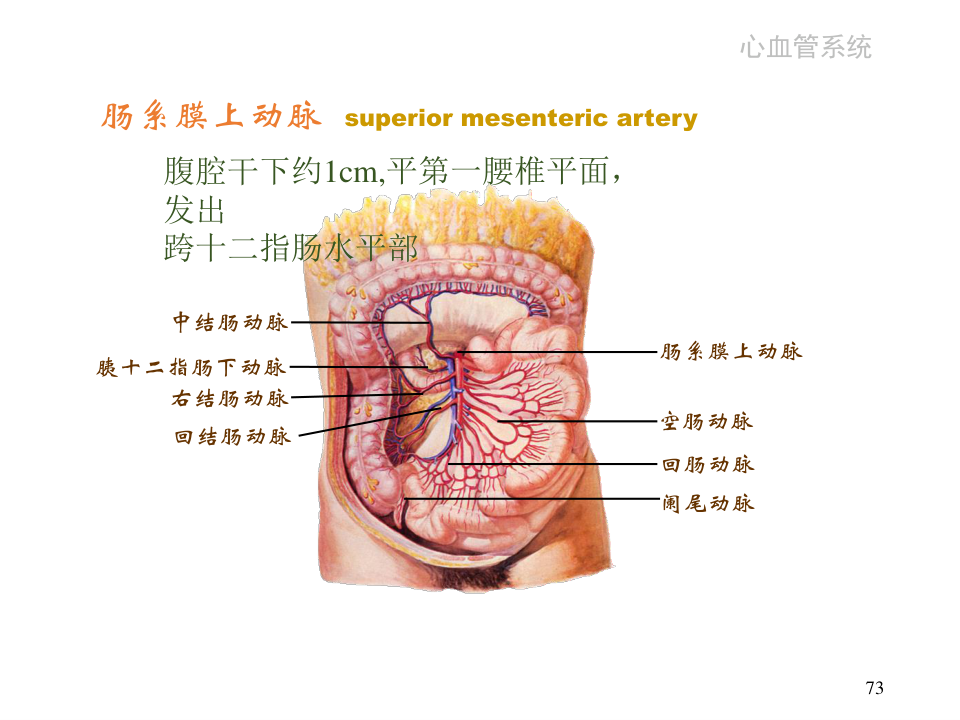 心血管系统
肠系膜上动脉 superior mesenteric artery
腹腔干下约1cm,平第一腰椎平面，
发出
跨十二指肠水平部
中结肠动脉
胰十二指肠下动脉
右结肠动脉
回结肠动脉
肠系膜上动脉
空肠动脉
回肠动脉
阑尾动脉
73